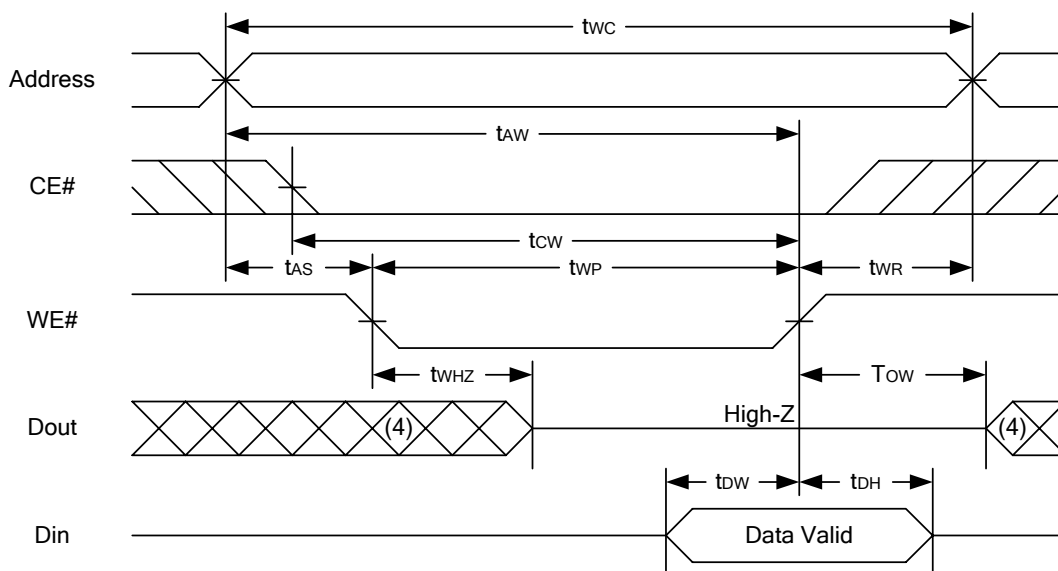 tWC
Address
tAW
CE#
tCW
tAS
tWP
tWR
WE#
tWHZ
TOW
Dout
(4)
High-Z
(4)
tDW
tDH
Din
Data Valid